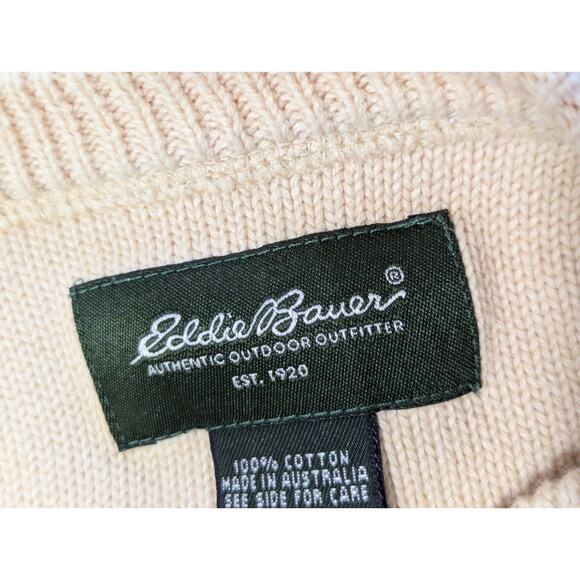 Eddie Bauer®
AUTHENTIC OUTDOOR OUTFITTER
EST. 1920
100% COTTON
MADE IN AUSTRALIA
SEE SIDE FOR CARE